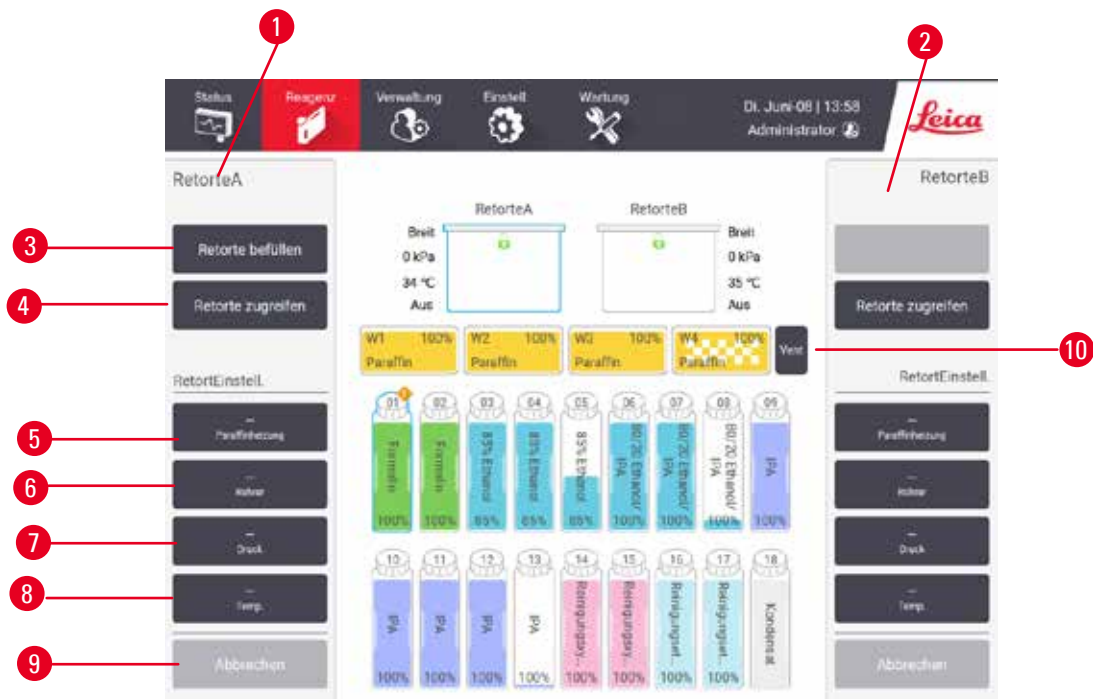 1
2
Status
Reagenz
Verwaltung
Einstell
Wartung
Di. Juni-08 | 13:58
Administrator
Leica
RetorteA
RetorteB
RetorteA
RetorteB
3
Retorte befüllen
Breit
0 kPa
34 °C
Aus
Breit
0 kPa
35 °C
Aus
4
Retorte zugreifen
Retorte zugreifen
W1 100%
Paraffin
W2 100%
Paraffin
W3 100%
Paraffin
W4 100%
Paraffin
Vent
10
RetortEinstell.
RetortEinstell.
5
Paraffinheizung
Paraffinheizung
6
Rührer
Rührer
7
Druck
Druck
8
Temp.
Temp.
9
Abbrechen
Abbrechen
01
Formalin
100%
02
Formalin
100%
03
85% Ethanol
85%
04
85% Ethanol
85%
05
85% Ethanol
85%
06
80/20 Ethanol/
IPA
100%
07
80/20 Ethanol/
IPA
100%
08
80/20 Ethanol/
IPA
100%
09
IPA
100%
10
IPA
100%
11
IPA
100%
12
IPA
100%
13
IPA
100%
14
Reinigungsxy...
100%
15
Reinigungsxy...
100%
16
Reinigungset...
100%
17
Reinigungset...
100%
18
Kondensat